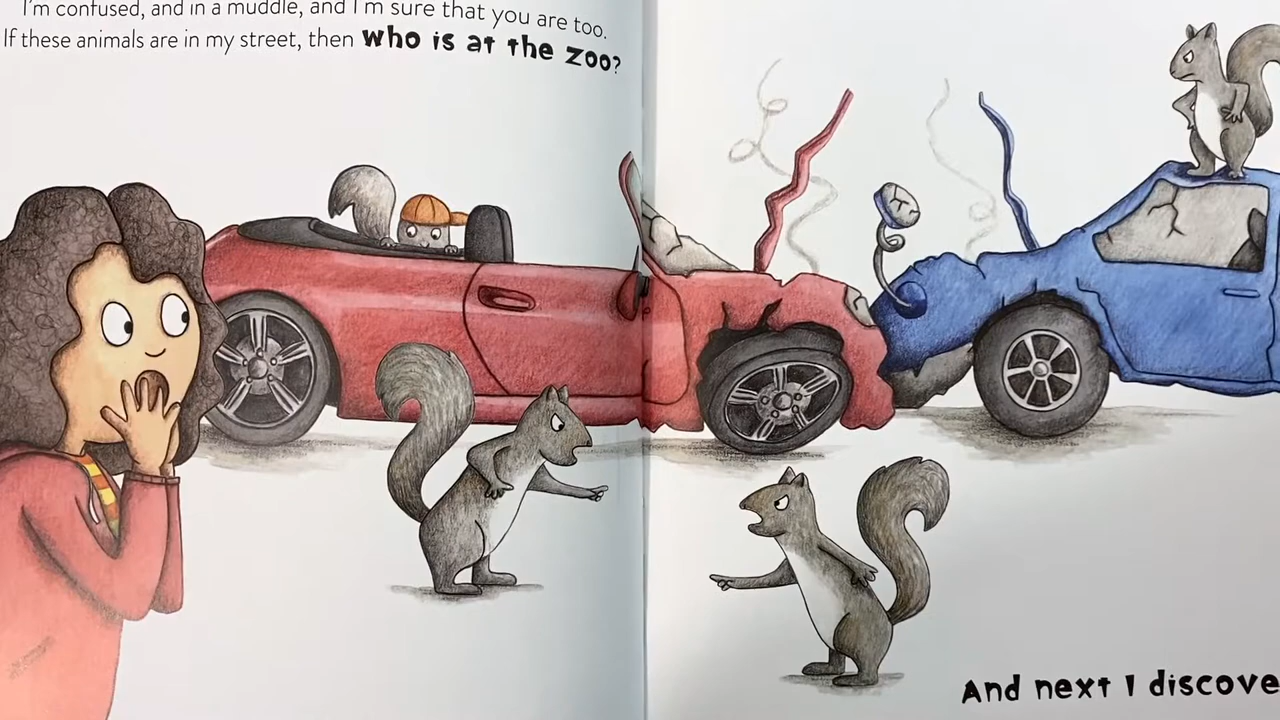 I'm confused, and in a muddle, and I'm sure that you are too.
If these animals are in my street, then who is at the zoo?
And next I discove